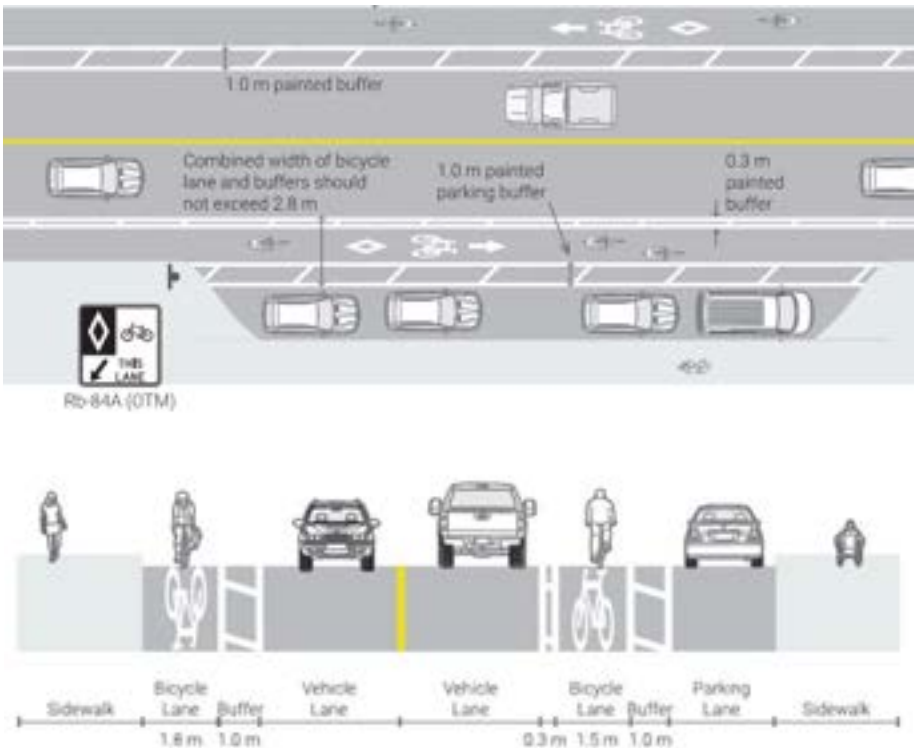 1.0 m painted buffer
Combined width of bicycle
lane and buffers should
not exceed 2.8 m
1.0 m painted
parking buffer
0.3 m
painted
buffer
THIS
LANE
Rb-84A (OTM)
Sidewalk
Bicycle
Lane
Buffer
Vehicle
Lane
Vehicle
Lane
Bicycle
Lane
Buffer
Parking
Lane
Sidewalk
1.8 m
1.0 m
0.3 m
1.5 m
1.0 m